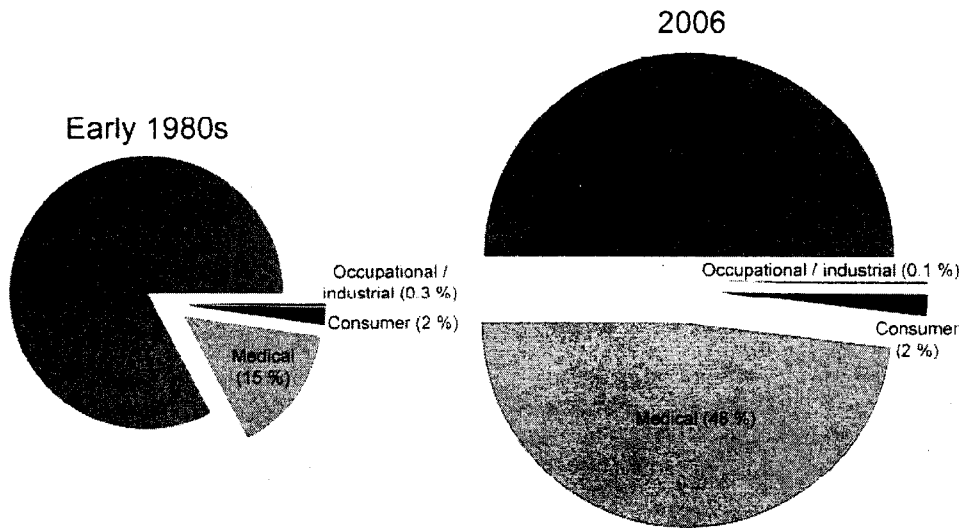 Early 1980s
Occupational /
industrial (0.3 %)
Consumer (2 %)
Medical
(15 %)
2006
Occupational / industrial (0.1 %)
Consumer
(2 %)
Medical (48 %)